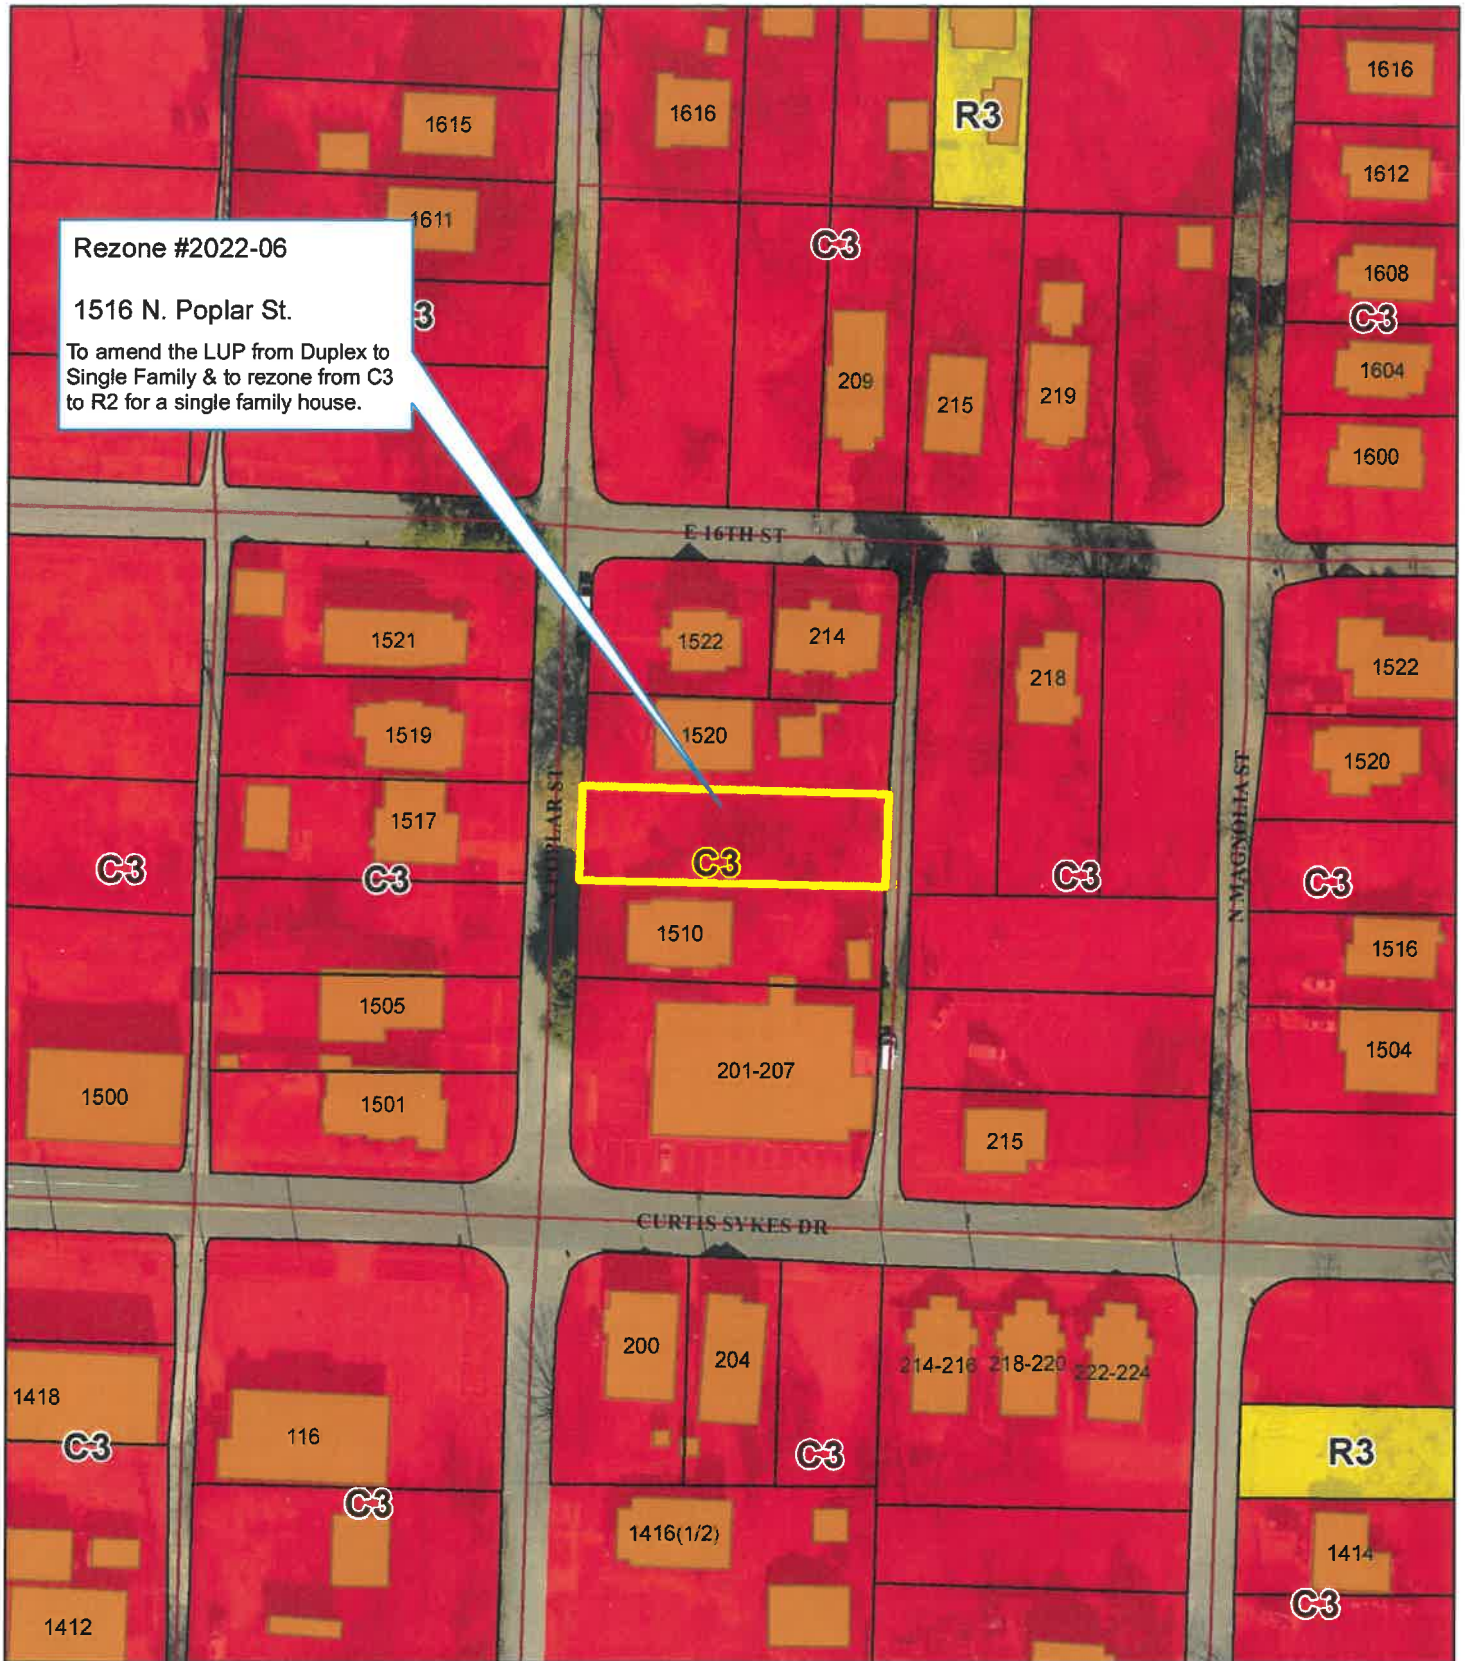 1616
R3
1616
1615
1612
1611
Rezone #2022-06
1516 N. Poplar St.
To amend the LUP from Duplex to
Single Family & to rezone from C3
to R2 for a single family house.
C3
1608
3
C3
209
215
219
1604
1600
E 16TH ST
1521
1522
214
218
1522
1519
1520
1520
N POPLAR ST
N MAGNOLIA ST
1517
C3
C3
C3
C3
C3
1510
1516
1505
1504
201-207
1500
1501
215
CURTIS SYKES DR
200
204
214-216
218-220
222-224
1418
116
C3
C3
R3
C3
1416(1/2)
1414
C3
1412